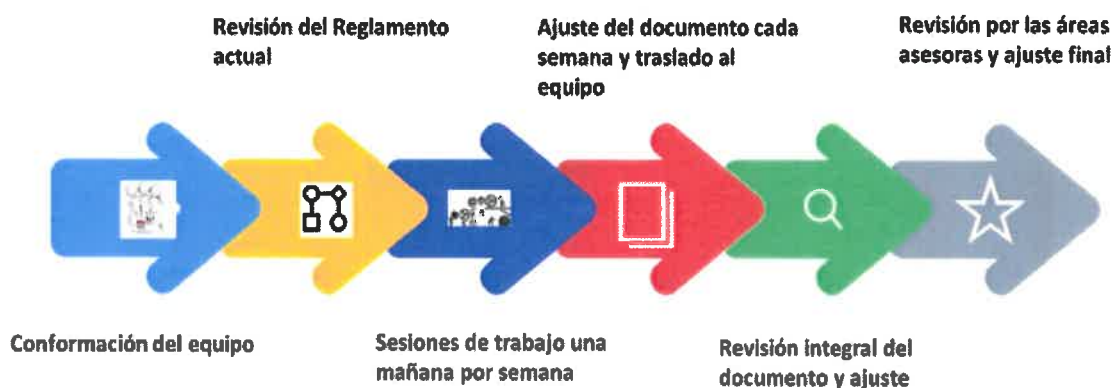 Revisión del Reglamento
actual
Ajuste del documento cada
semana y traslado al
equipo
Revisión por las áreas
asesoras y ajuste final
Conformación del equipo
Sesiones de trabajo una
mañana por semana
Revisión integral del
documento y ajuste